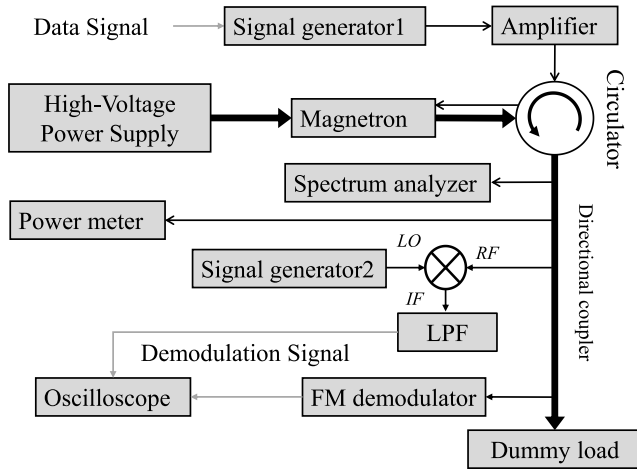 Data Signal
Signal generator1
Amplifier
High-Voltage
Power Supply
Magnetron
Circulator
Spectrum analyzer
Power meter
Directional coupler
LO
RF
Signal generator2
IF
LPF
Demodulation Signal
Oscilloscope
FM demodulator
Dummy load